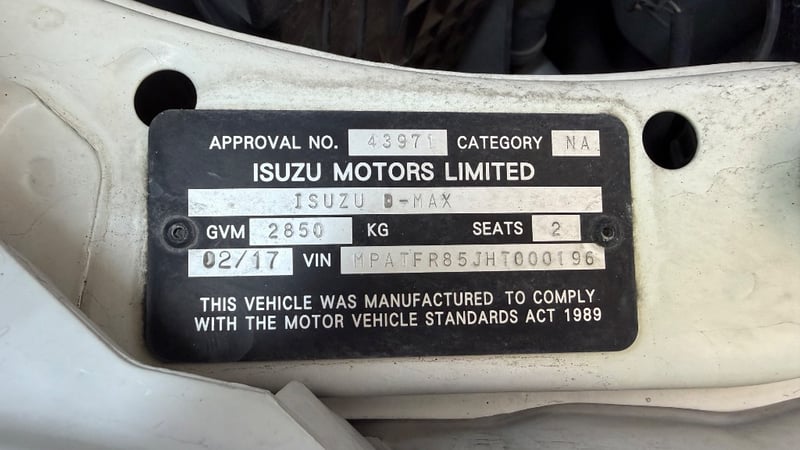 APPROVAL NO. 43971 CATEGORY NA
ISUZU MOTORS LIMITED
ISUZU D-MAX
GVM 2850 KG SEATS 2
02/17 VIN MPATFR85JHT000196
THIS VEHICLE WAS MANUFACTURED TO COMPLY
WITH THE MOTOR VEHICLE STANDARDS ACT 1989